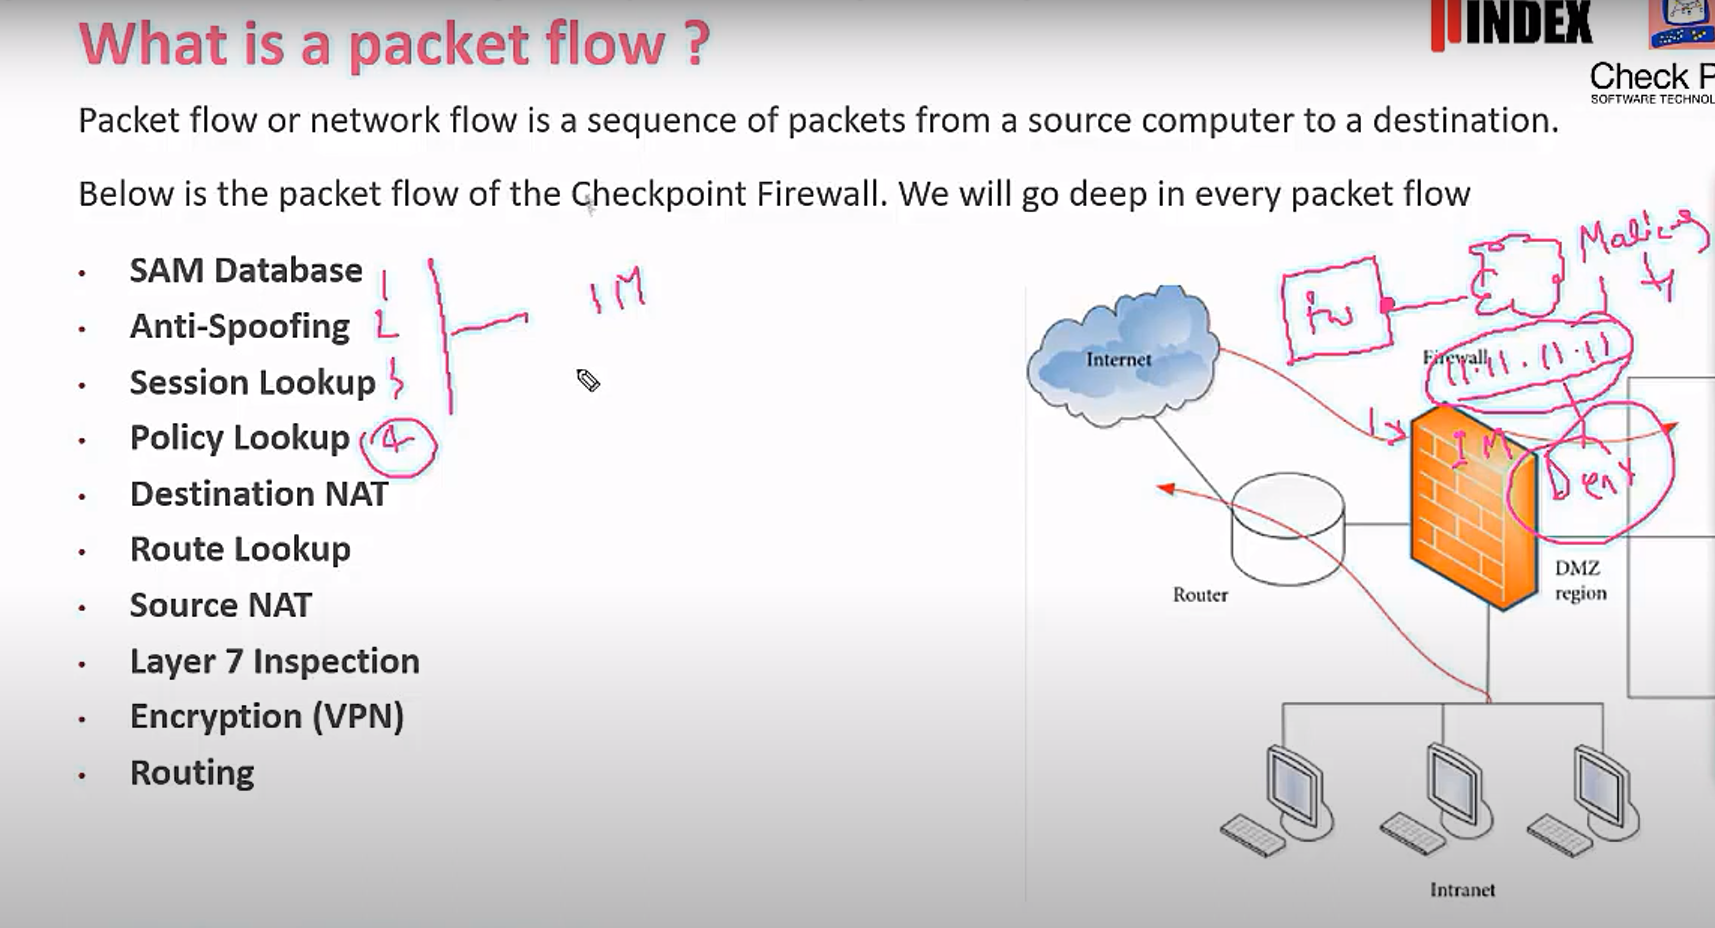 What is a packet flow ?
INDEX
Check P
SOFTWARE TECHNOL
Packet flow or network flow is a sequence of packets from a source computer to a destination.
Below is the packet flow of the Checkpoint Firewall. We will go deep in every packet flow
• SAM Database 1
• Anti-Spoofing 2
• Session Lookup 3
• Policy Lookup 4
• Destination NAT
• Route Lookup
• Source NAT
• Layer 7 Inspection
• Encryption (VPN)
• Routing
1M
Internet
Firewall
11.11.11.11
1M
Deny
Router
DMZ
region
Intranet